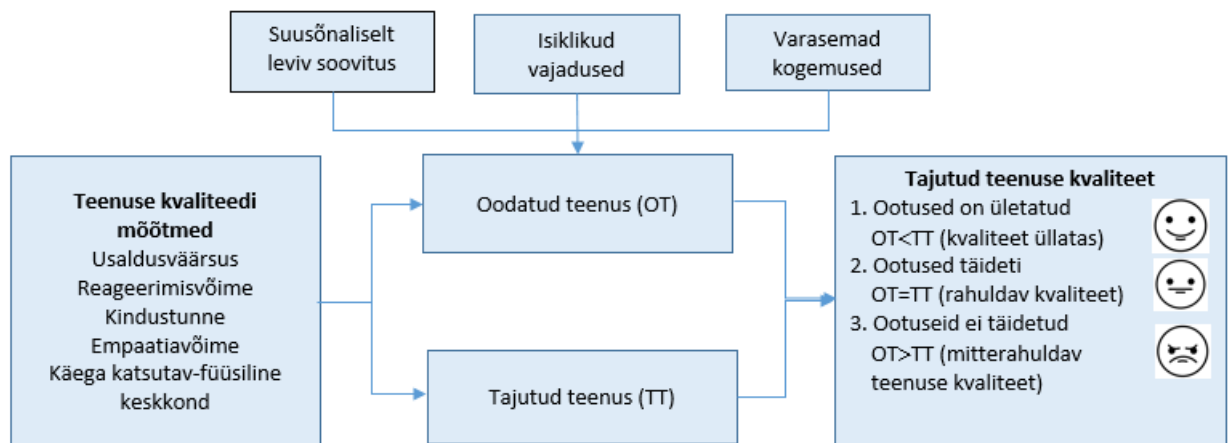 Suusõnaliselt
leviv soovitus
Isiklikud
vajadused
Varasemad
kogemused
Teenuse kvaliteedi
mõõtmed
Usaldusväärsus
Reageerimisvõime
Kindustunne
Empaatiavõime
Käega katsutav-füüsiline
keskkond
Oodatud teenus (OT)
Tajutud teenus (TT)
Tajutud teenuse kvaliteet
1. Ootused on ületatud
OT<TT (kvaliteet üllatas)
2. Ootused täideti
OT=TT (rahuldav kvaliteet)
3. Ootuseid ei täidetud
OT>TT (mitterahuldav
teenuse kvaliteet)